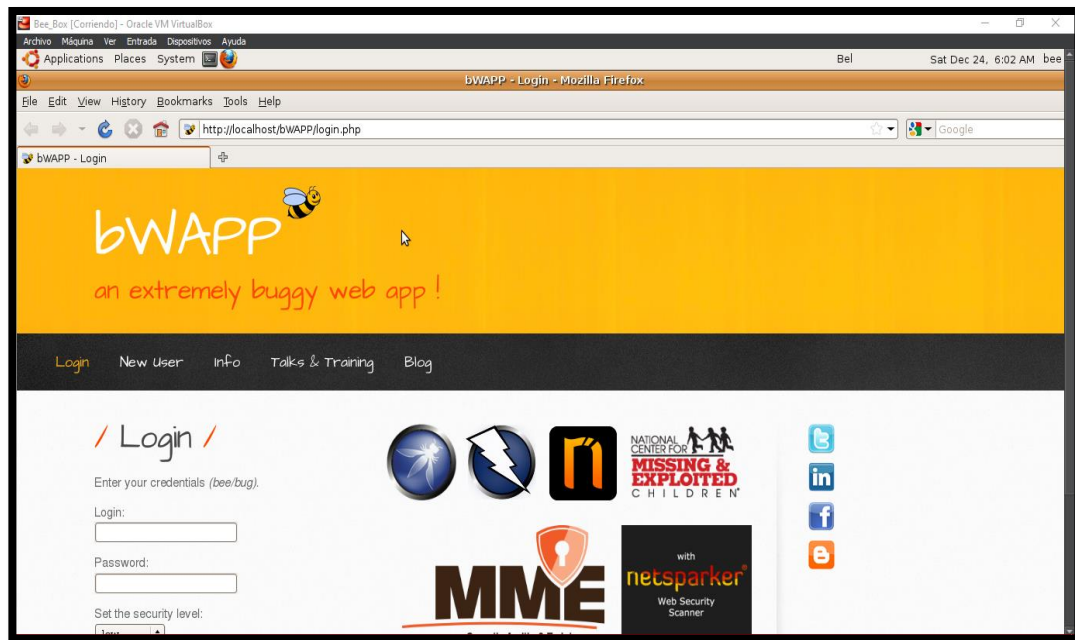 Bee_Box [Corriendo] - Oracle VM VirtualBox
Archivo Máquina Ver Entrada Dispositivos Ayuda
Applications Places System Bel Sat Dec 24, 6:02 AM bee
bWAPP - Login - Mozilla Firefox
File Edit View History Bookmarks Tools Help
http://localhost/bWAPP/login.php Google
bWAPP - Login
bWAPP
an extremely buggy web app !
Login New User Info Talks & Training Blog
/ Login /
Enter your credentials (bee/bug).
Login:
Password:
Set the security level:
low
NATIONAL
CENTER FOR
MISSING &
EXPLOITED
CHILDREN
MME
with
netsparker
Web Security
Scanner